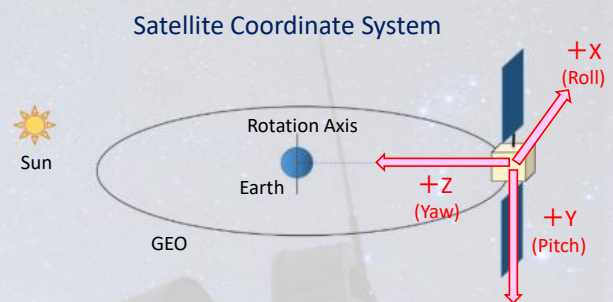 Satellite Coordinate System
+X
(Roll)
Rotation Axis
Sun
Earth
+Z
(Yaw)
+Y
(Pitch)
GEO